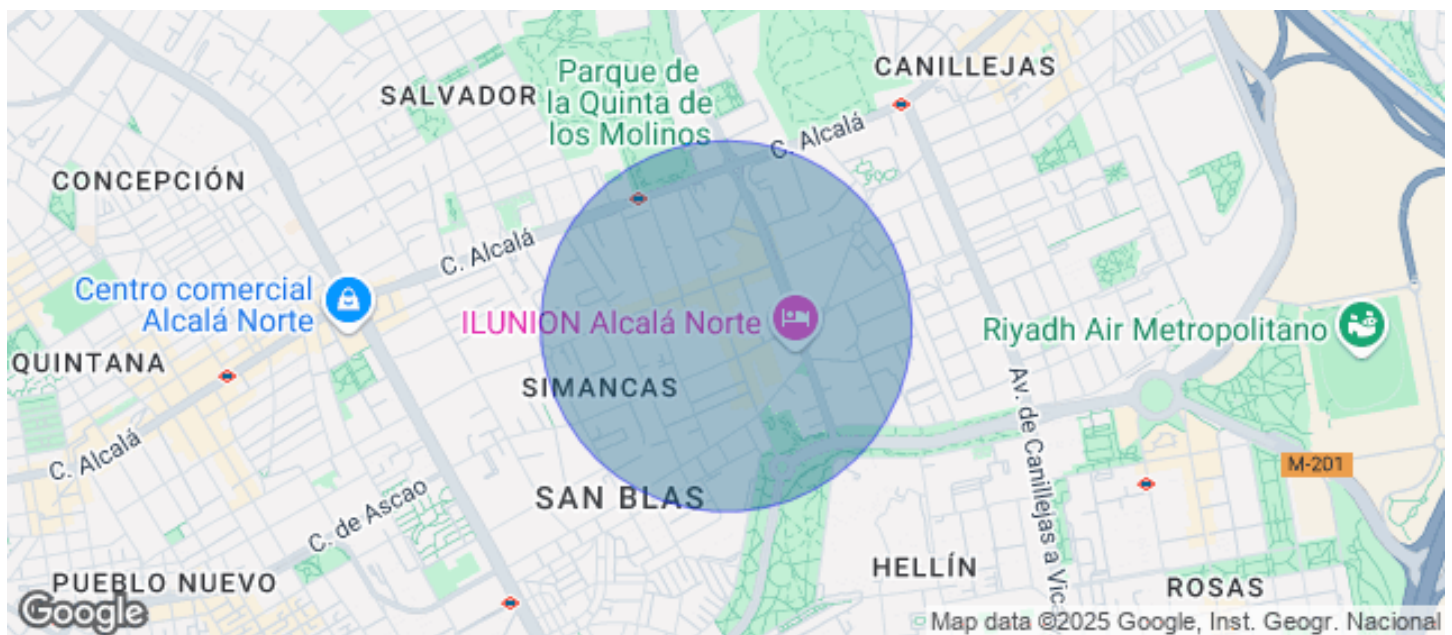 CANILLEJAS
Parque de
la Quinta de
los Molinos
SALVADOR
C. Alcalá
CONCEPCIÓN
C. Alcalá
Centro comercial
Alcalá Norte
ILUNION Alcalá Norte
Riyadh Air Metropolitano
QUINTANA
SIMANCAS
Av. de Canillejas a Vica
C. Alcalá
M-201
SAN BLAS
C. de Ascao
HELLÍN
PUEBLO NUEVO
ROSAS
Google
Map data ©2025 Google, Inst. Geogr. Nacional